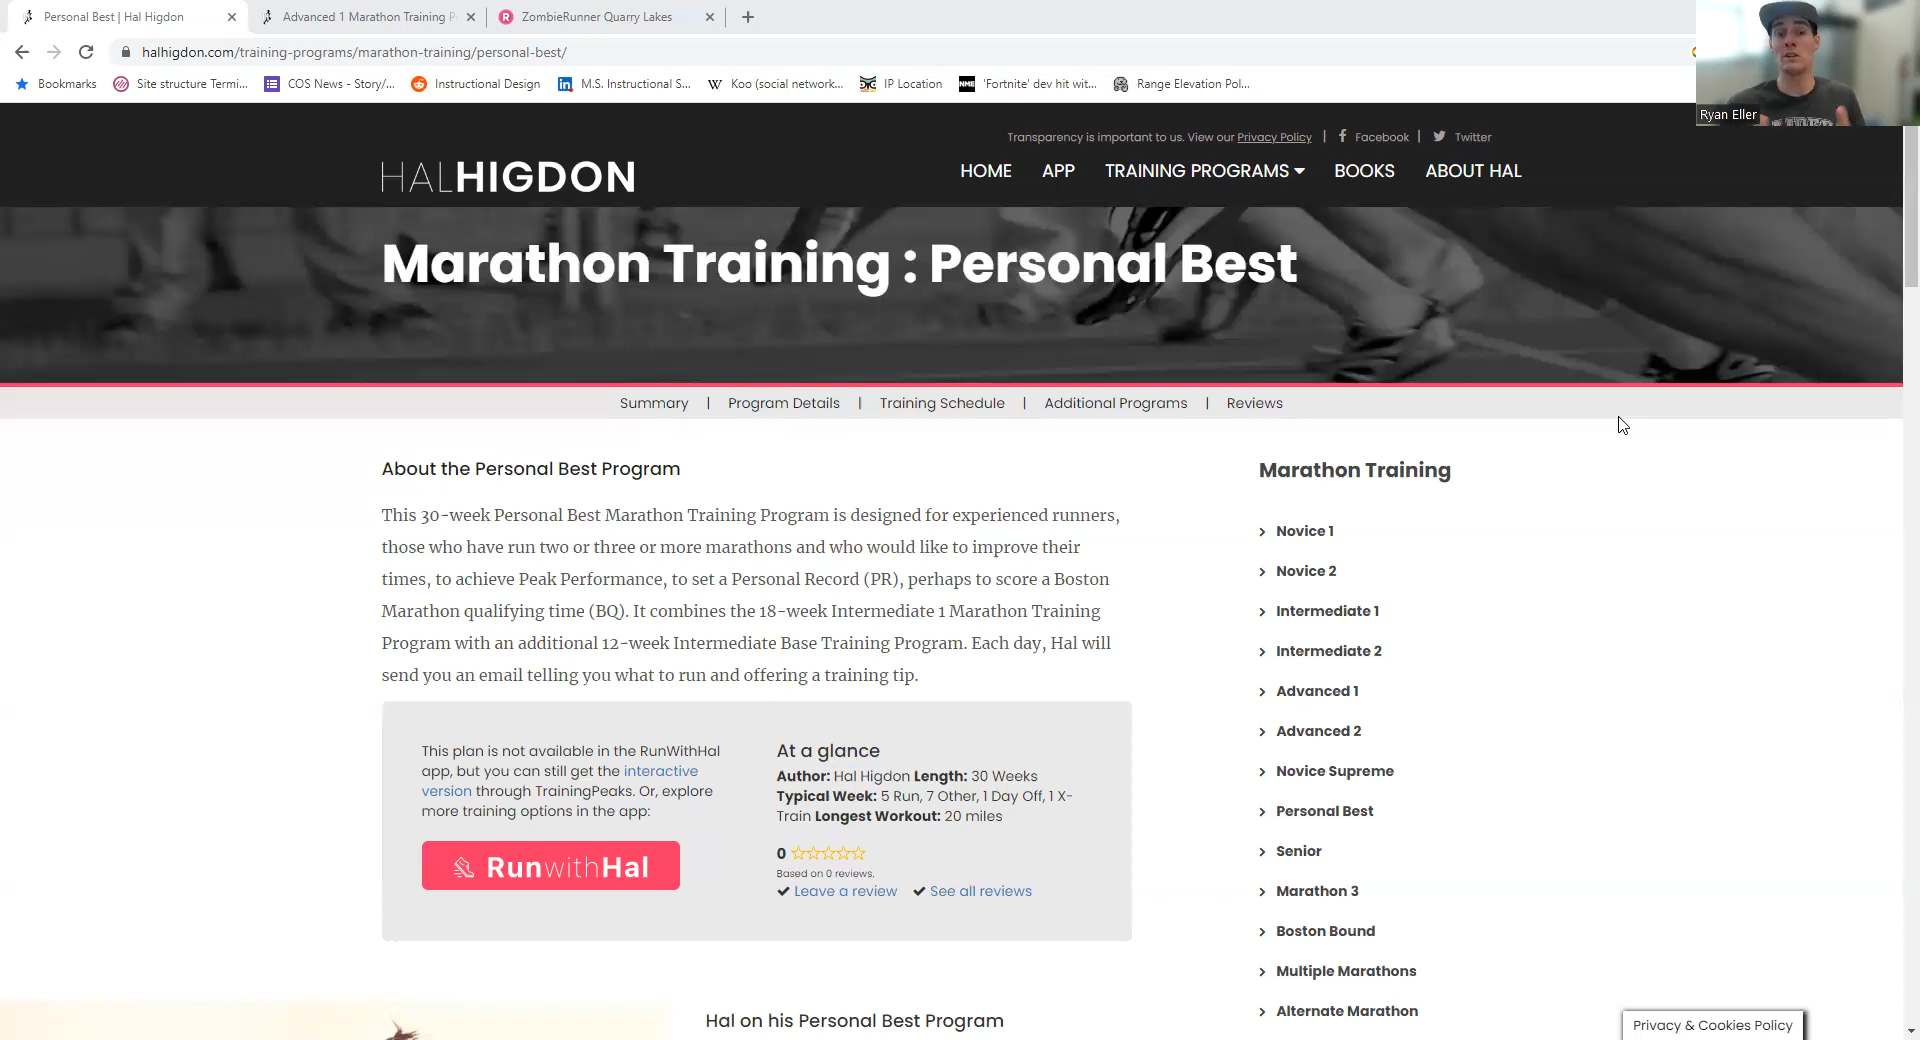 Personal Best | Hal Higdon
Advanced 1 Marathon Training P
ZombieRunner Quarry Lakes
halhigdon.com/training-programs/marathon-training/personal-best/
Bookmarks
Site structure Termi...
COS News - Story/...
Instructional Design
M.S. Instructional S...
Koo (social network...
IP Location
'Fortnite' dev hit wit...
Range Elevation Pol...
Ryan Eller
Transparency is important to us. View our Privacy Policy | Facebook | Twitter
HALHIGDON
HOME APP TRAINING PROGRAMS BOOKS ABOUT HAL
Marathon Training : Personal Best
Summary | Program Details | Training Schedule | Additional Programs | Reviews
About the Personal Best Program
This 30-week Personal Best Marathon Training Program is designed for experienced runners,
those who have run two or three or more marathons and who would like to improve their
times, to achieve Peak Performance, to set a Personal Record (PR), perhaps to score a Boston
Marathon qualifying time (BQ). It combines the 18-week Intermediate 1 Marathon Training
Program with an additional 12-week Intermediate Base Training Program. Each day, Hal will
send you an email telling you what to run and offering a training tip.
This plan is not available in the RunWithHal
app, but you can still get the interactive
version through TrainingPeaks. Or, explore
more training options in the app:
RunwithHal
At a glance
Author: Hal Higdon Length: 30 Weeks
Typical Week: 5 Run, 7 Other, 1 Day Off, 1 X-
Train Longest Workout: 20 miles
0
Based on 0 reviews.
Leave a review See all reviews
Hal on his Personal Best Program
Marathon Training
Novice 1
Novice 2
Intermediate 1
Intermediate 2
Advanced 1
Advanced 2
Novice Supreme
Personal Best
Senior
Marathon 3
Boston Bound
Multiple Marathons
Alternate Marathon
Privacy & Cookies Policy